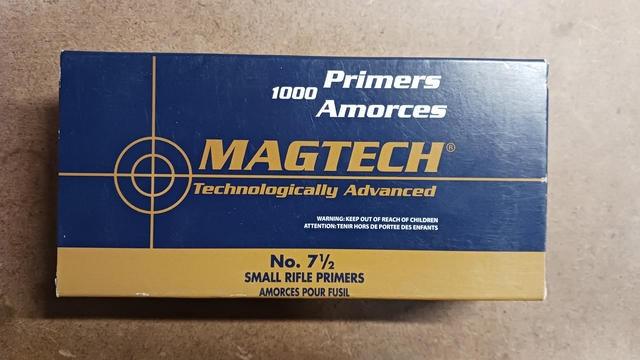 1000 Primers
Amorces
MAGTECH®
Technologically Advanced
WARNING: KEEP OUT OF REACH OF CHILDREN
ATTENTION: TENIR HORS DE PORTEE DES ENFANTS
No. 7½
SMALL RIFLE PRIMERS
AMORCES POUR FUSIL